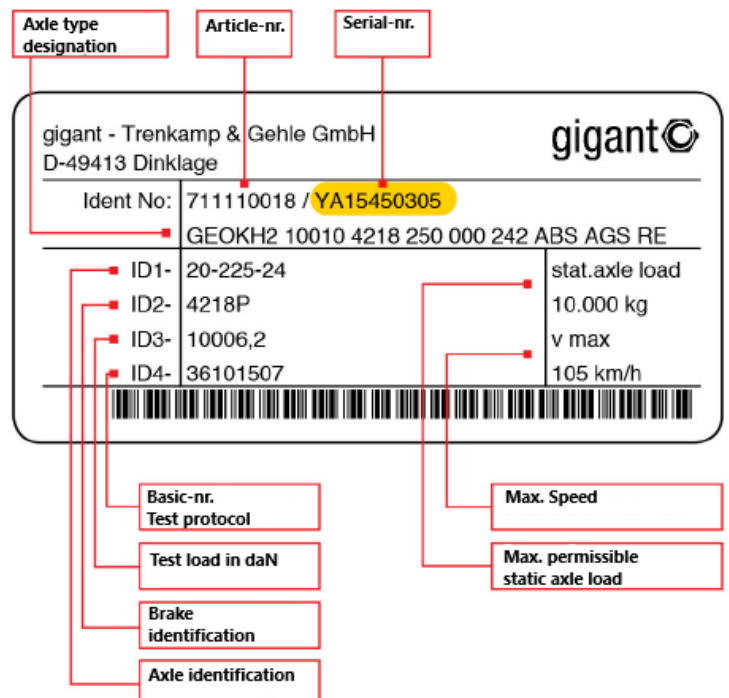 Axle type
designation
Article-nr.
Serial-nr.
gigant - Trenkamp & Gehle GmbH
D-49413 Dinklage
gigant
Ident No: 711110018 / YA15450305
GEOKH2 10010 4218 250 000 242 ABS AGS RE
ID1- 20-225-24 stat.axle load
ID2- 4218P 10.000 kg
ID3- 10006,2 v max
ID4- 36101507 105 km/h
Basic-nr.
Test protocol
Max. Speed
Test load in daN
Max. permissible
static axle load
Brake
identification
Axle identification